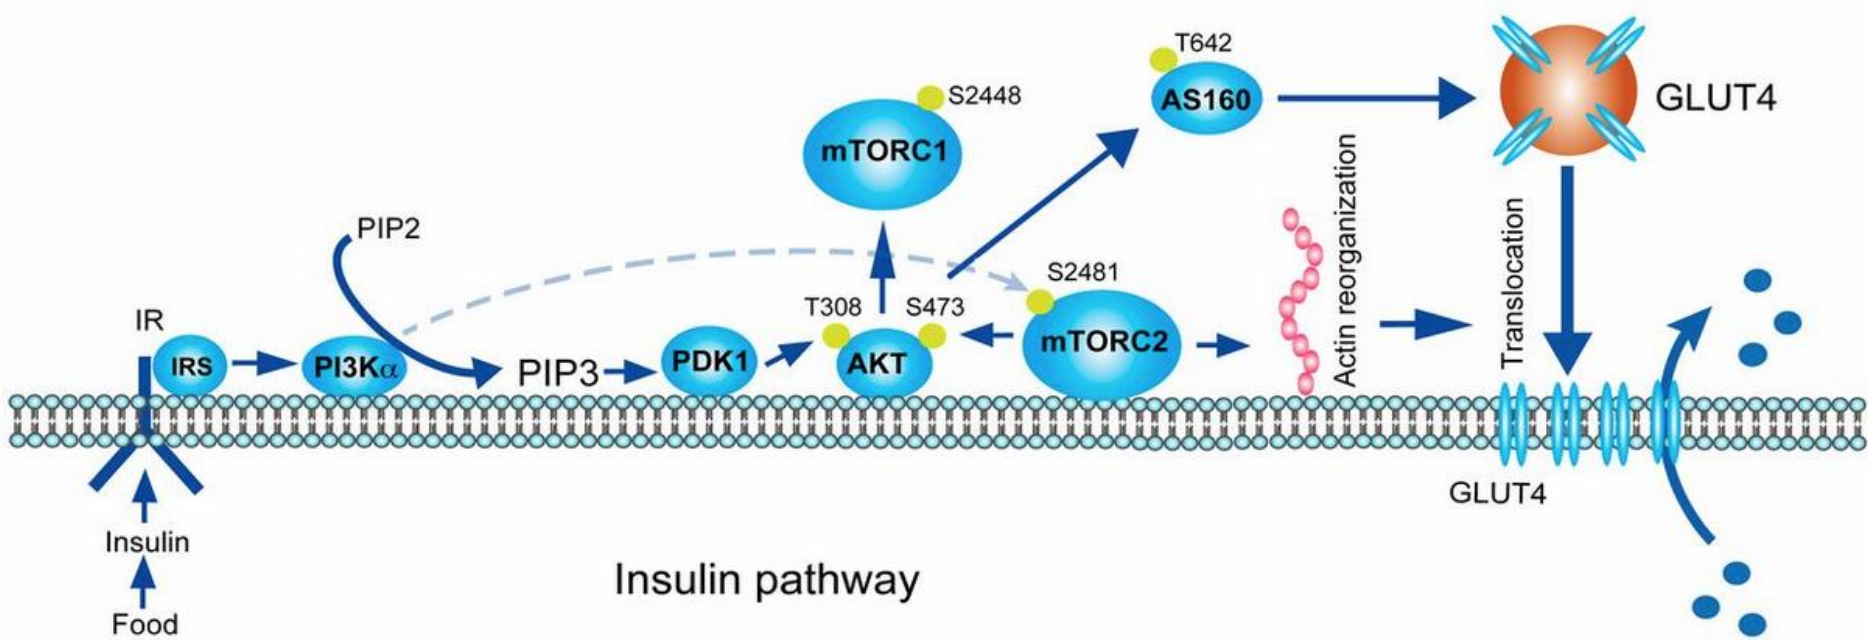 T642
AS160
GLUT4
S2448
mTORC1
PIP2
Actin reorganization
Translocation
S2481
T308
S473
IR
IRS
PI3Kα
PIP3
PDK1
AKT
mTORC2
GLUT4
Insulin
Insulin pathway
Food